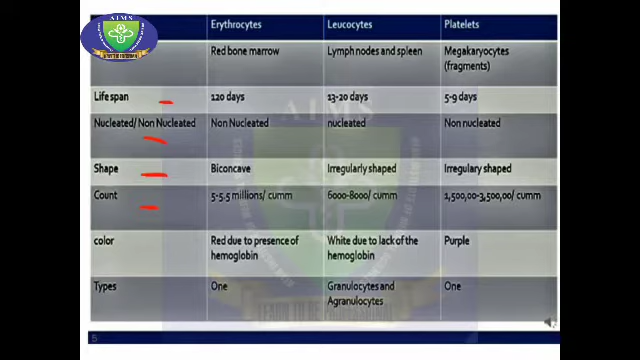 AIMS
Erythrocytes Leucocytes Platelets
Red bone marrow Lymph nodes and spleen Megakaryocytes
(fragments)
Life span 120 days 13-20 days 5-9 days
Nucleated/ Non Nucleated Non Nucleated nucleated Non nucleated
Shape Biconcave Irregularly shaped Irregulary shaped
Count 5-5.5 millions/ cumm 6000-8000/ cumm 1,500,00-3,500,00/ cumm
color Red due to presence of White due to lack of the Purple
hemoglobin hemoglobin
Types One Granulocytes and One
Agranulocytes
5